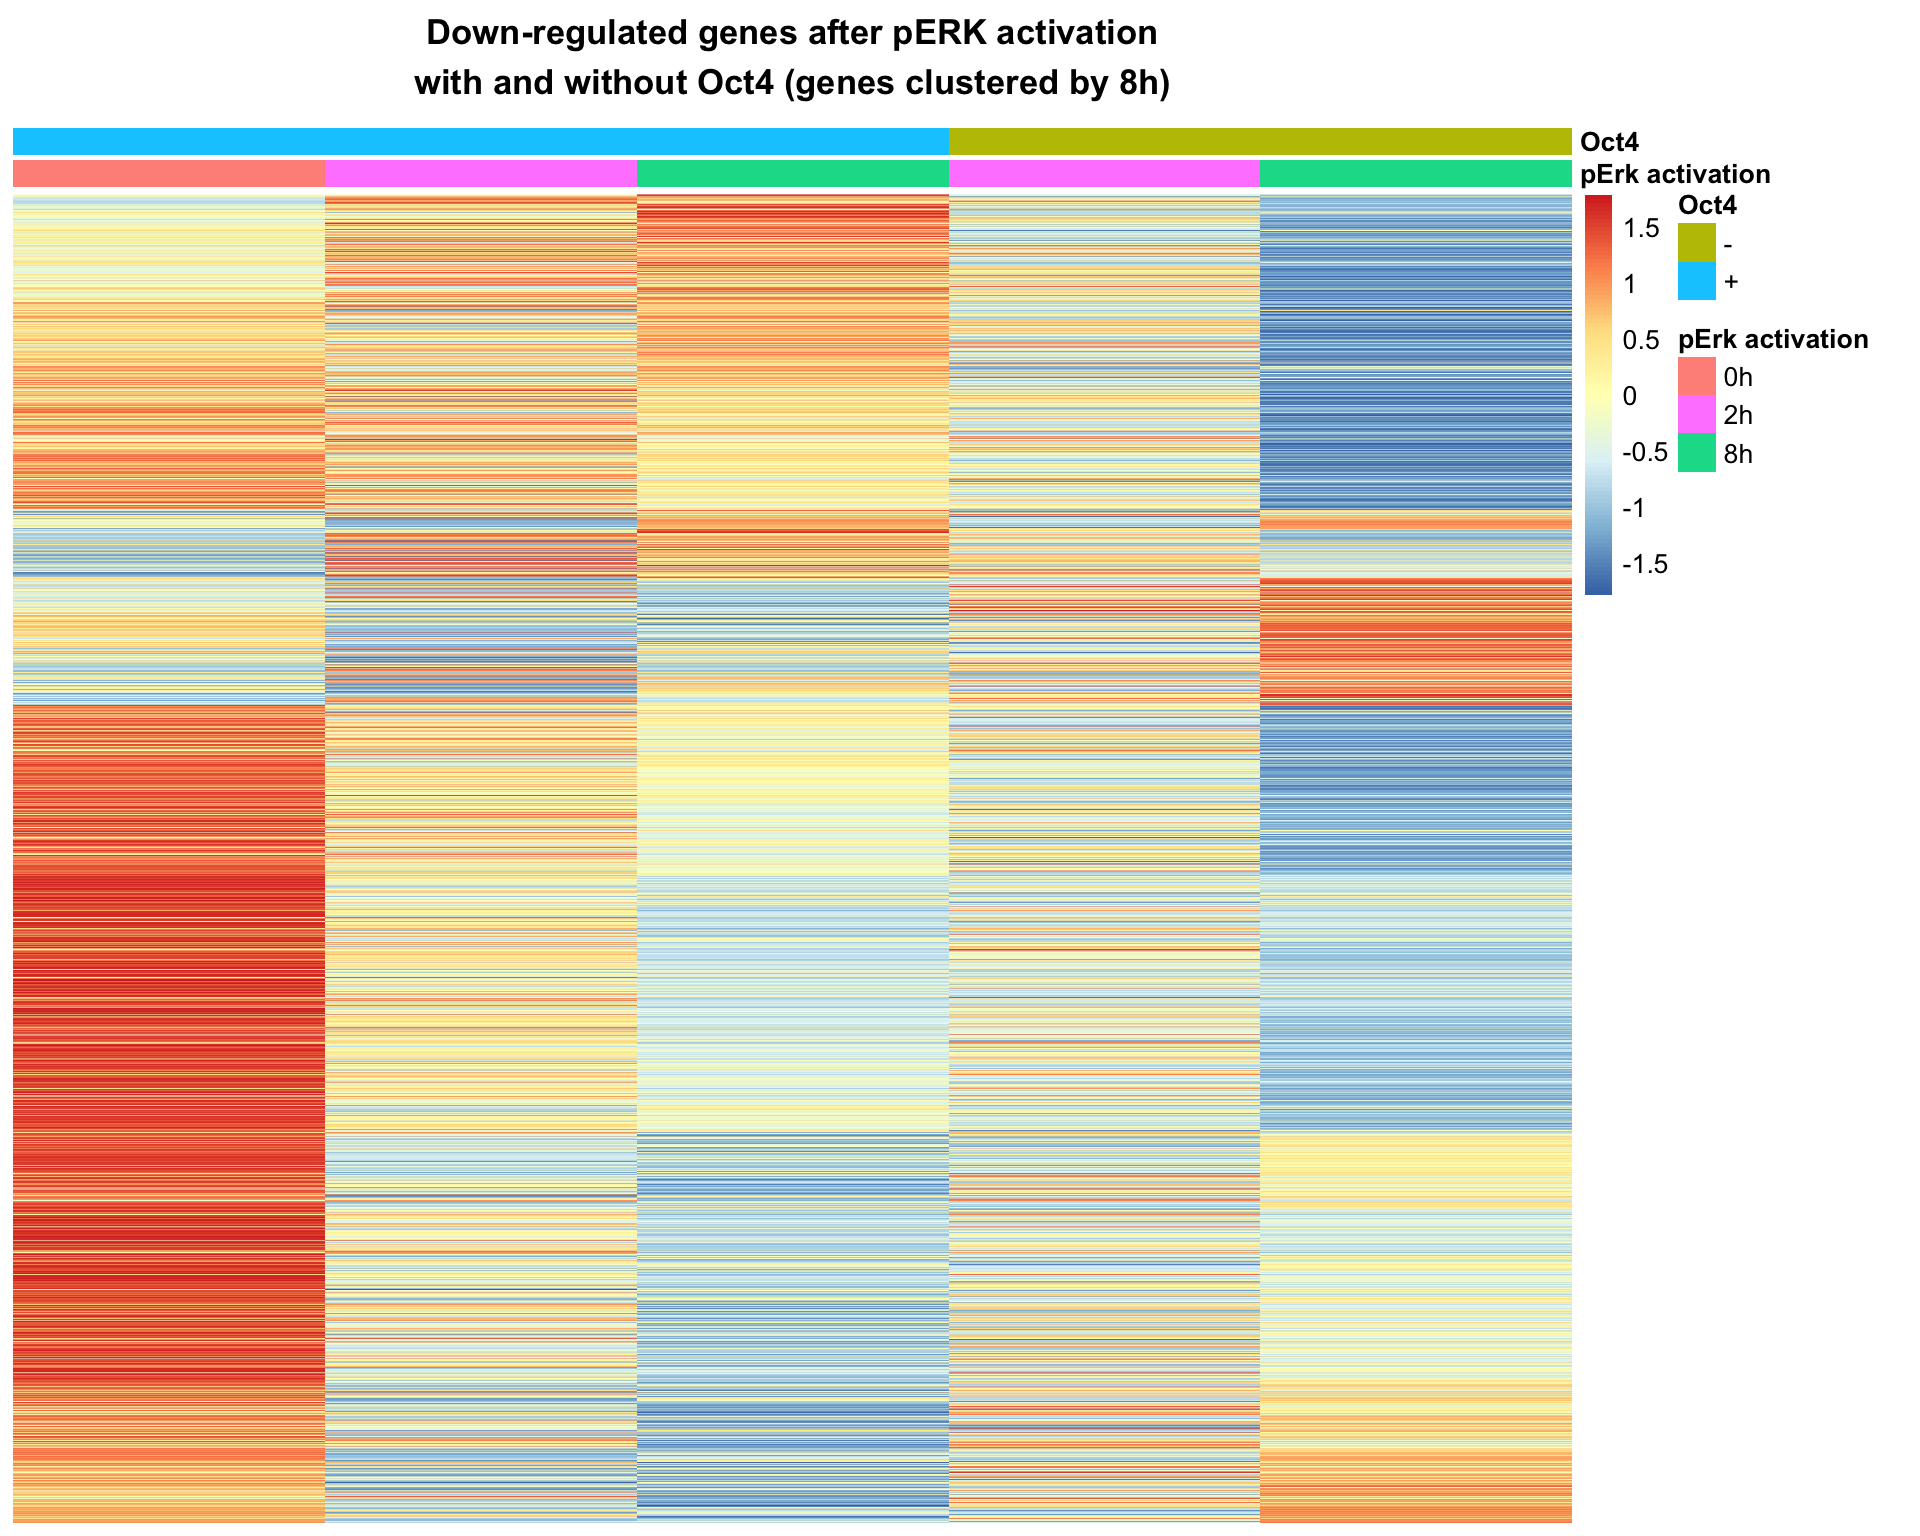 Down-regulated genes after pERK activation
with and without Oct4 (genes clustered by 8h)
Oct4
pErk activation
1.5
1
0.5
0
-0.5
-1
-1.5
Oct4
-
+
pErk activation
0h
2h
8h